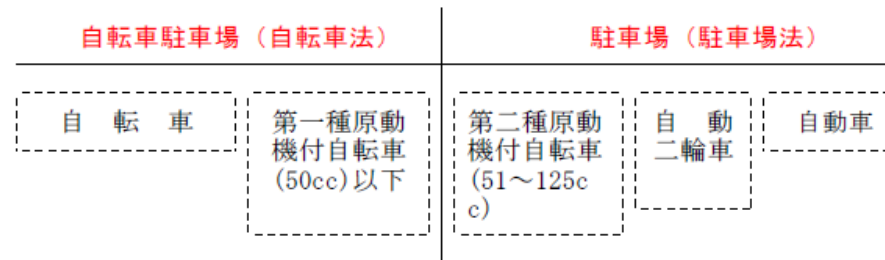 自転車駐車場（自転車法）
駐車場（駐車場法）
自　転　車
第一種原動
機付自転車
(50cc)以下
第二種原動
機付自転車
(51～125c
c)
自　動
二輪車
自動車